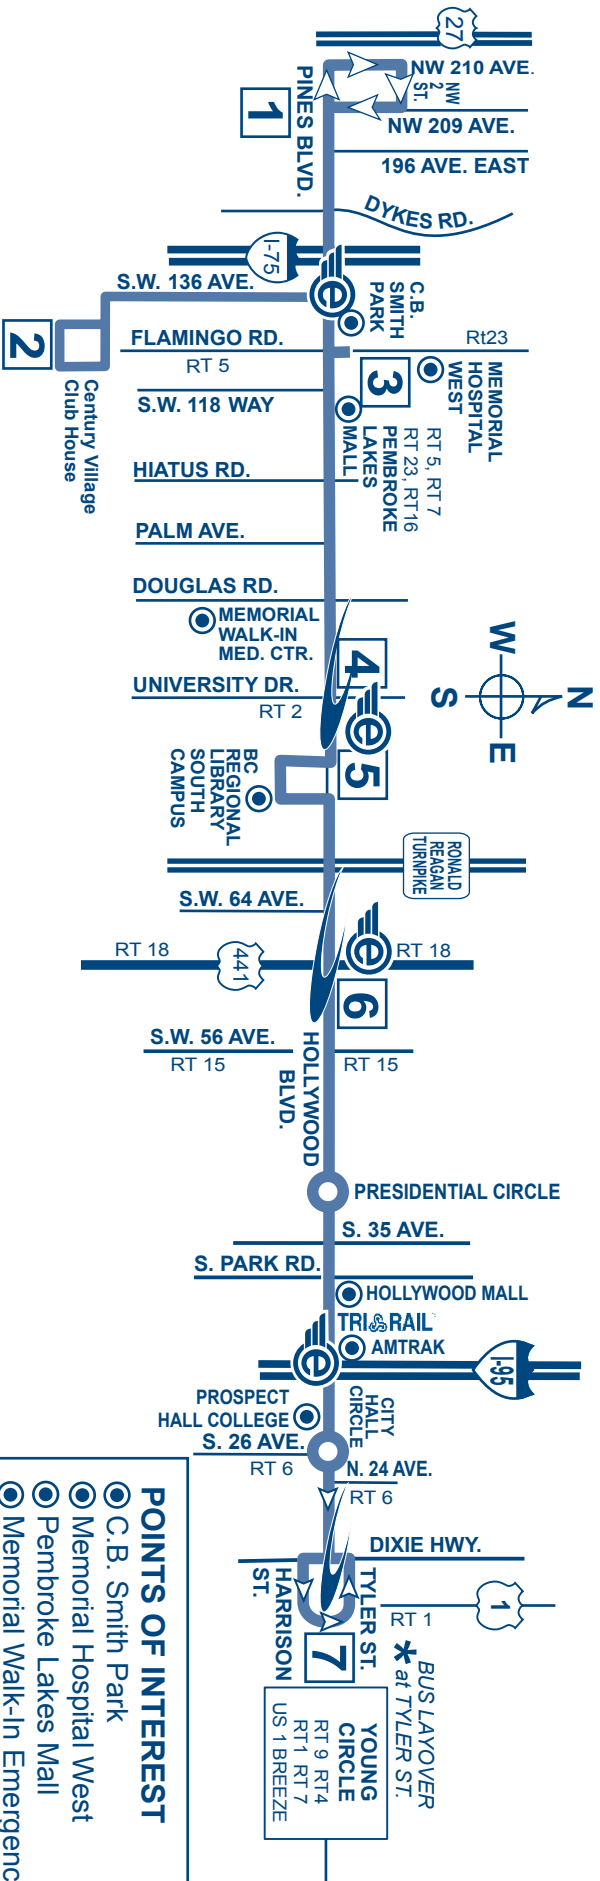 27
NW 210 AVE.
NW
2
ST.
NW 209 AVE.
PINES BLVD.
1
196 AVE. EAST
DYKES RD.
I-75
S.W. 136 AVE.
e
C.B.
SMITH
PARK
2
Century Village
Club House
FLAMINGO RD.
RT 5
Rt23
MEMORIAL
HOSPITAL
WEST
3
S.W. 118 WAY
RT 5, RT 7
RT 23, RT16
PEMBROKE
LAKES
MALL
HIATUS RD.
PALM AVE.
DOUGLAS RD.
MEMORIAL
WALK-IN
MED. CTR.
4
UNIVERSITY DR.
RT 2
e
5
W
N
S
E
BC
REGIONAL
LIBRARY
SOUTH
CAMPUS
RONALD
REAGAN
TURNPIKE
S.W. 64 AVE.
RT 18
441
e
RT 18
6
S.W. 56 AVE.
RT 15
RT 15
HOLLYWOOD
BLVD.
PRESIDENTIAL CIRCLE
S. 35 AVE.
S. PARK RD.
HOLLYWOOD MALL
TRI RAIL
AMTRAK
e
I-95
PROSPECT
HALL COLLEGE
CITY
HALL
CIRCLE
S. 26 AVE.
RT 6
N. 24 AVE.
RT 6
DIXIE HWY.
TYLER ST.
HARRISON
ST.
1
RT 1
7
BUS LAYOVER
* at TYLER ST.
YOUNG
CIRCLE
RT 9 RT4
RT1 RT 7
US 1 BREEZE
POINTS OF INTEREST
C.B. Smith Park
Memorial Hospital West
Pembroke Lakes Mall
Memorial Walk-In Emergenc